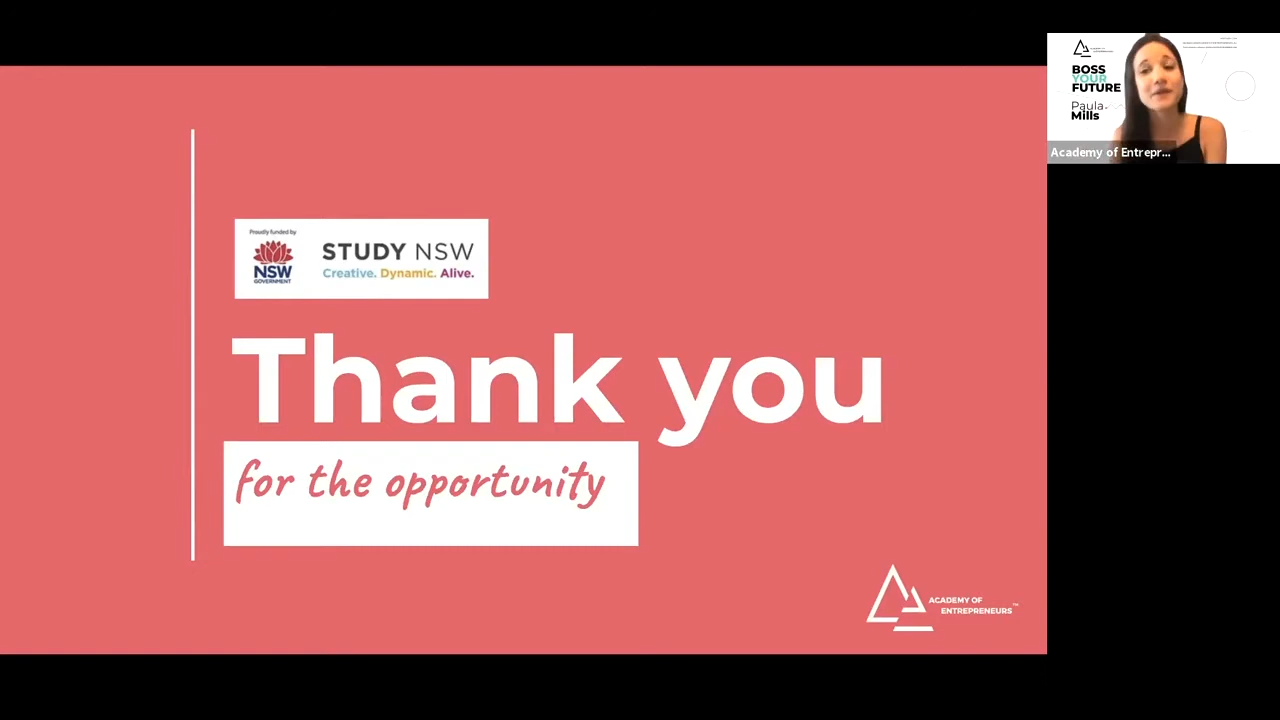 Proudly funded by
NSW
GOVERNMENT
STUDY NSW
Creative. Dynamic. Alive.
Thank you
for the opportunity
ACADEMY OF
ENTREPRENEURS
TM
BOSS
YOUR
FUTURE
Paula
Mills
Academy of Entrepr...